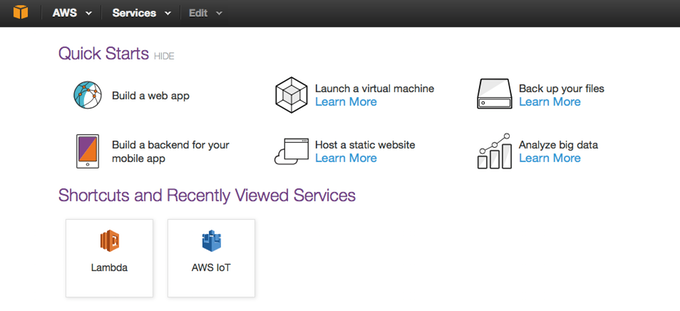 AWS Services Edit
Quick Starts HIDE
Build a web app
Launch a virtual machine
Learn More
Back up your files
Learn More
Build a backend for your
mobile app
Host a static website
Learn More
Analyze big data
Learn More
Shortcuts and Recently Viewed Services
Lambda
AWS IoT